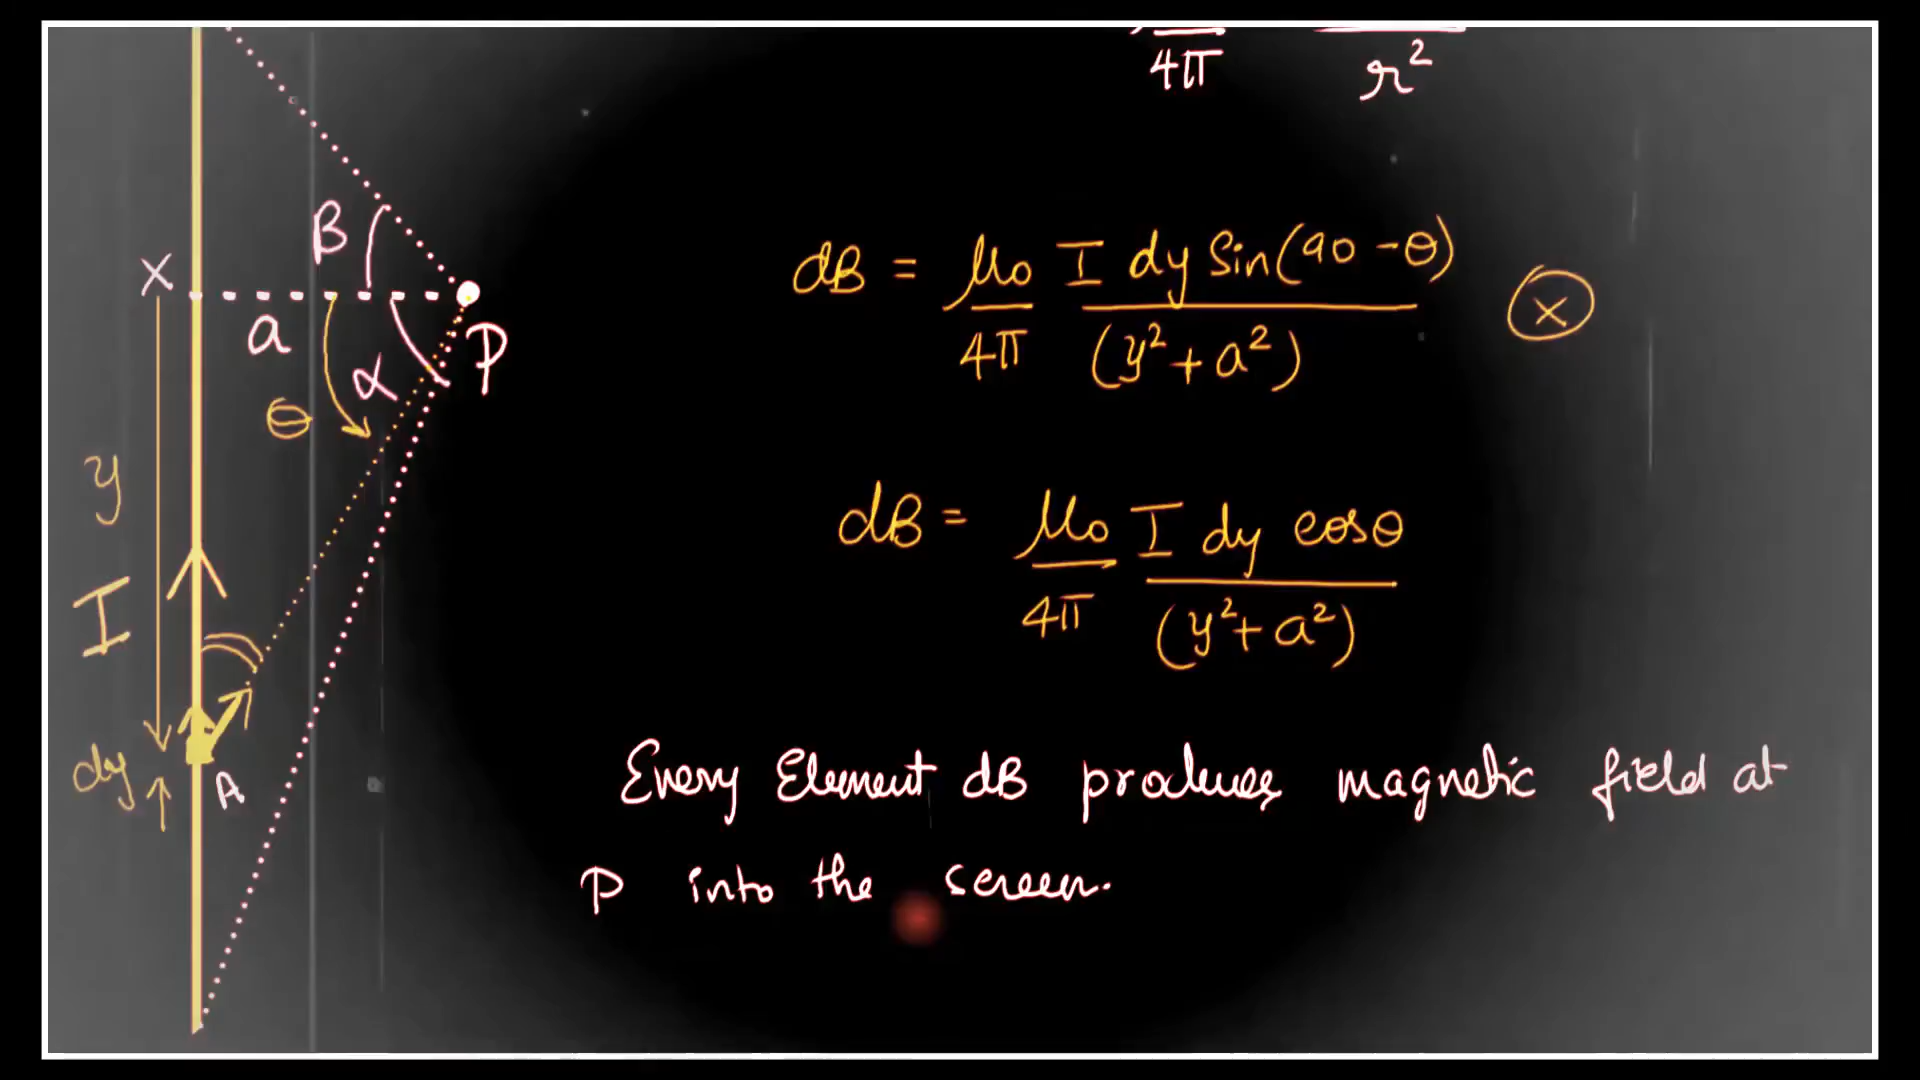 4π r²
β
x
a
α
P
θ
y
I
dy
A
dB = μ₀ I dy Sin(90 - θ)
4π (y² + a²)
x
dB = μ₀ I dy cosθ
4π (y² + a²)
Every Element dB produces magnetic field at
P into the screen.